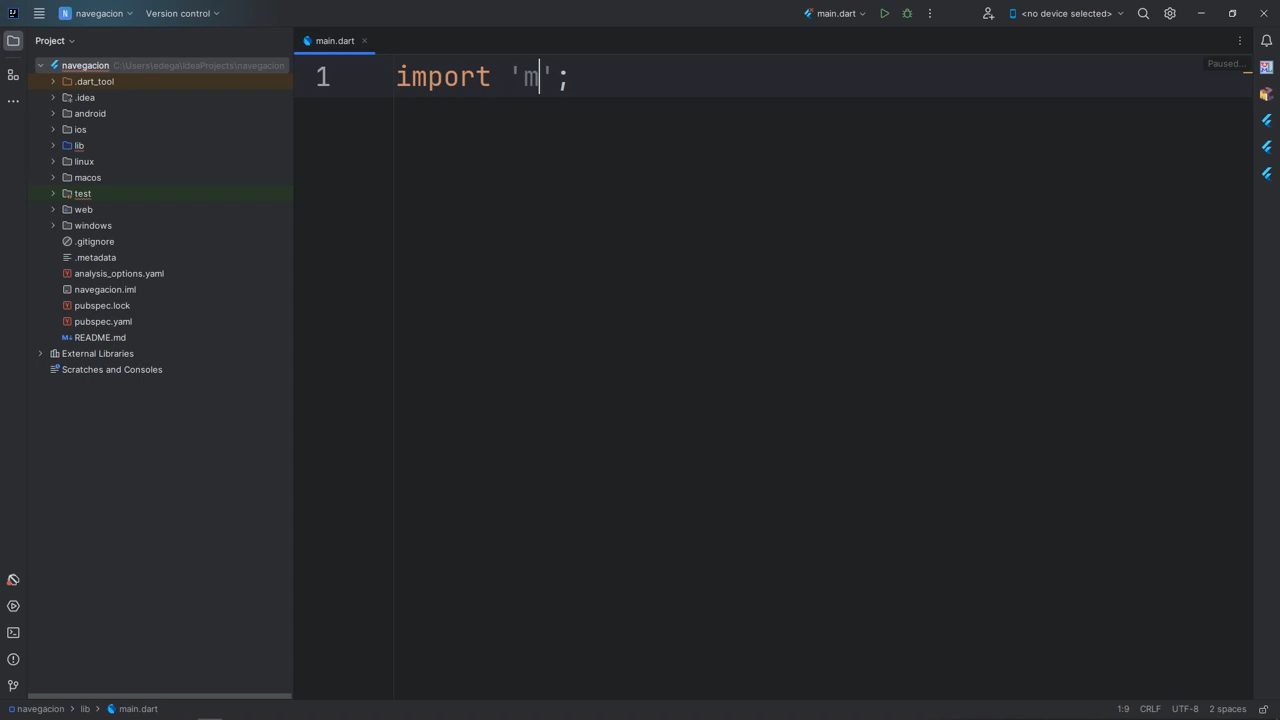 navegacion
Version control
main.dart
<no device selected>
Project
main.dart
navegacion C:\Users\edega\IdeaProjects\navegacion
Paused...
1 import 'm';
.dart_tool
.idea
android
ios
lib
linux
macos
test
web
windows
.gitignore
.metadata
analysis_options.yaml
navegacion.iml
pubspec.lock
pubspec.yaml
README.md
External Libraries
Scratches and Consoles
navegacion
lib
main.dart
1:9
CRLF
UTF-8
2 spaces